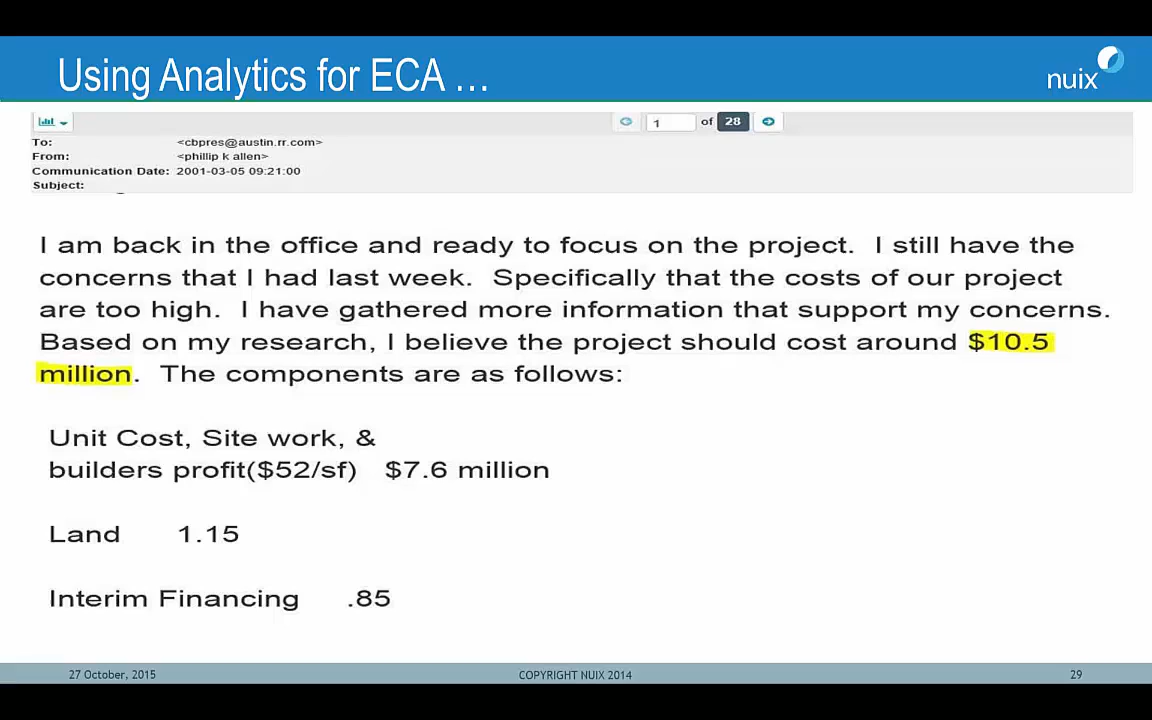 Using Analytics for ECA ...
nuix
1 of 28
To: <cbpres@austin.rr.com>
From: <phillip k allen>
Communication Date: 2001-03-05 09:21:00
Subject:
I am back in the office and ready to focus on the project. I still have the
concerns that I had last week. Specifically that the costs of our project
are too high. I have gathered more information that support my concerns.
Based on my research, I believe the project should cost around $10.5
million. The components are as follows:
Unit Cost, Site work, &
builders profit($52/sf) $7.6 million
Land 1.15
Interim Financing .85
27 October, 2015 COPYRIGHT NUIX 2014 29